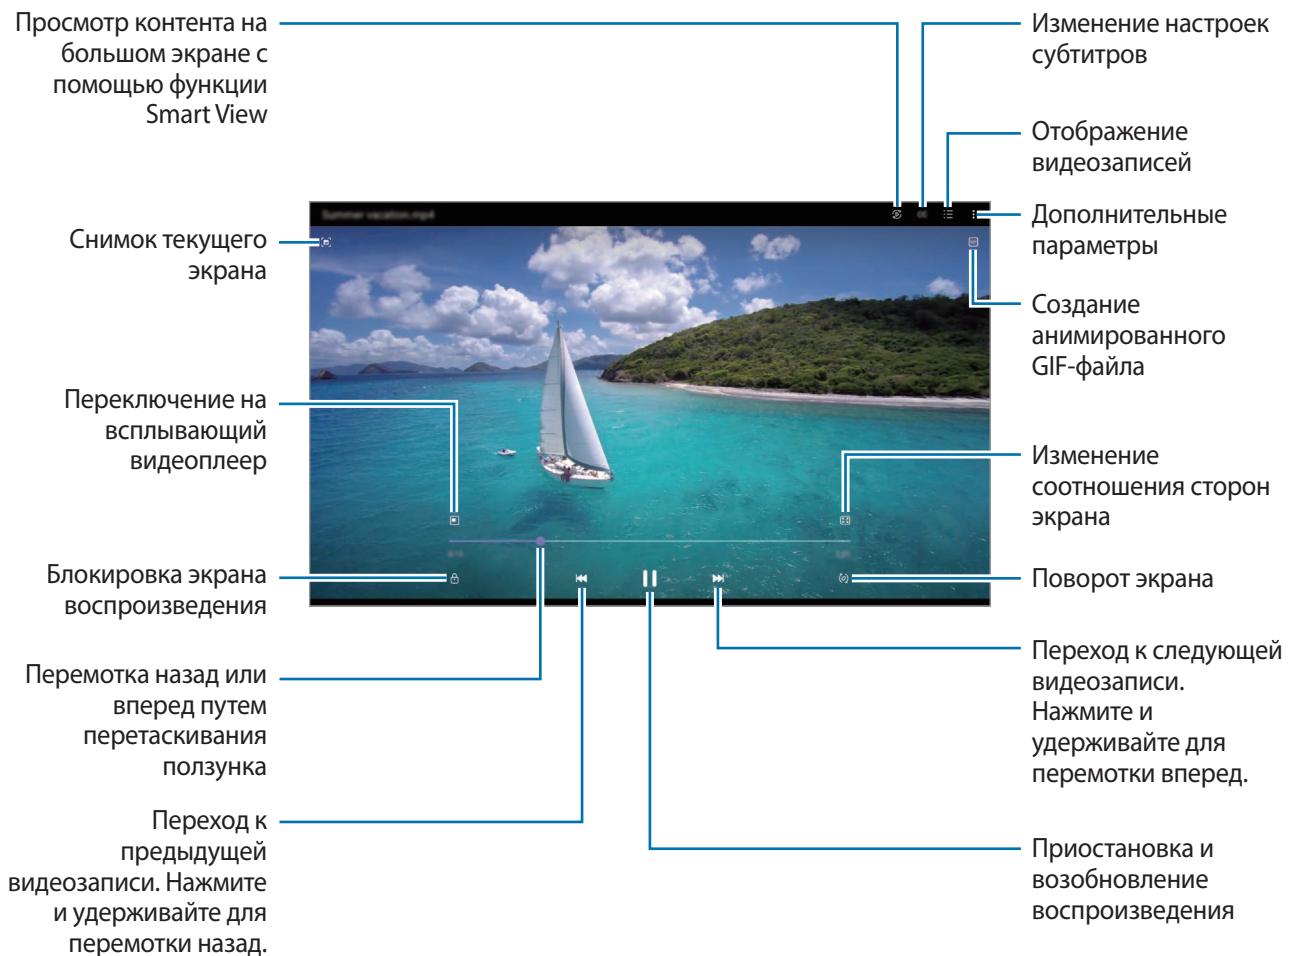 Просмотр контента на
большом экране с
помощью функции
Smart View
Снимок текущего
экрана
Переключение на
всплывающий
видеоплеер
Блокировка экрана
воспроизведения
Перемотка назад или
вперед путем
перетаскивания
ползунка
Переход к
предыдущей
видеозаписи. Нажмите
и удерживайте для
перемотки назад.
Summer vacation.mp4
Изменение настроек
субтитров
Отображение
видеозаписей
Дополнительные
параметры
Создание
анимированного
GIF-файла
Изменение
соотношения сторон
экрана
Поворот экрана
Переход к следующей
видеозаписи.
Нажмите и
удерживайте для
перемотки вперед.
Приостановка и
возобновление
воспроизведения